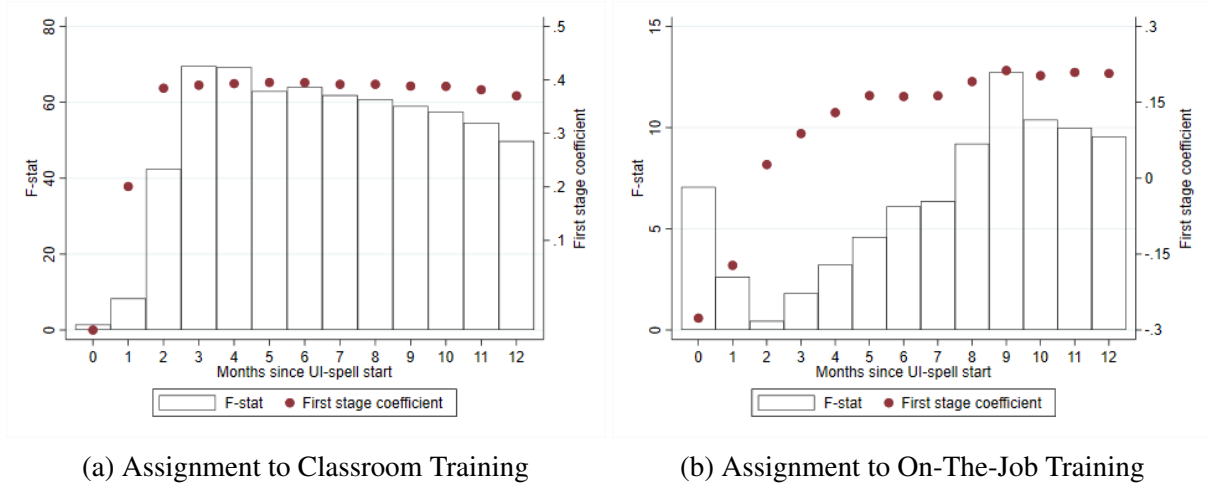 80
60
40
20
0
F-stat
.5
.4
.3
.2
.1
First stage coefficient
0 1 2 3 4 5 6 7 8 9 10 11 12
Months since UI-spell start
F-stat First stage coefficient
(a) Assignment to Classroom Training
15
10
5
0
F-stat
.3
.15
0
-.15
-.3
First stage coefficient
0 1 2 3 4 5 6 7 8 9 10 11 12
Months since UI-spell start
F-stat First stage coefficient
(b) Assignment to On-The-Job Training